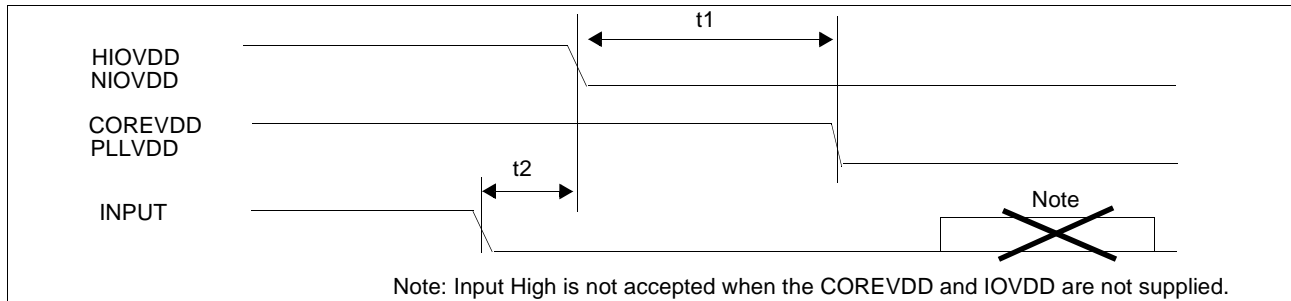 t1
HIOVDD
NIOVDD
COREVDD
PLLVDD
t2
INPUT
Note
Note: Input High is not accepted when the COREVDD and IOVDD are not supplied.